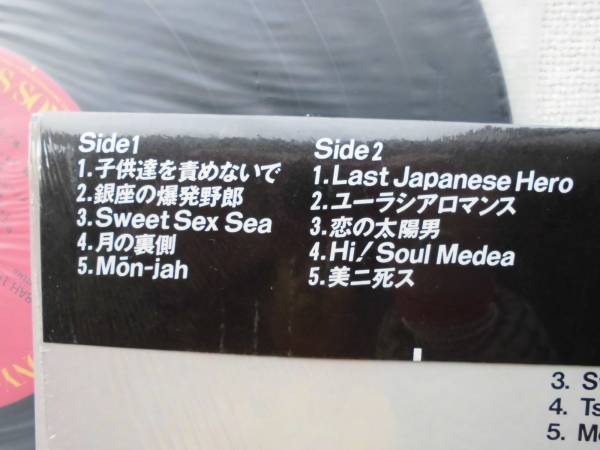 Side1
1.子供達を責めないで
2.銀座の爆発野郎
3.Sweet Sex Sea
4.月の裏側
5.Mōn-jah
Side2
1.Last Japanese Hero
2.ユーラシアロマンス
3.恋の太陽男
4.Hi! Soul Medea
5.美二死ス
3.
4. Ts
5.